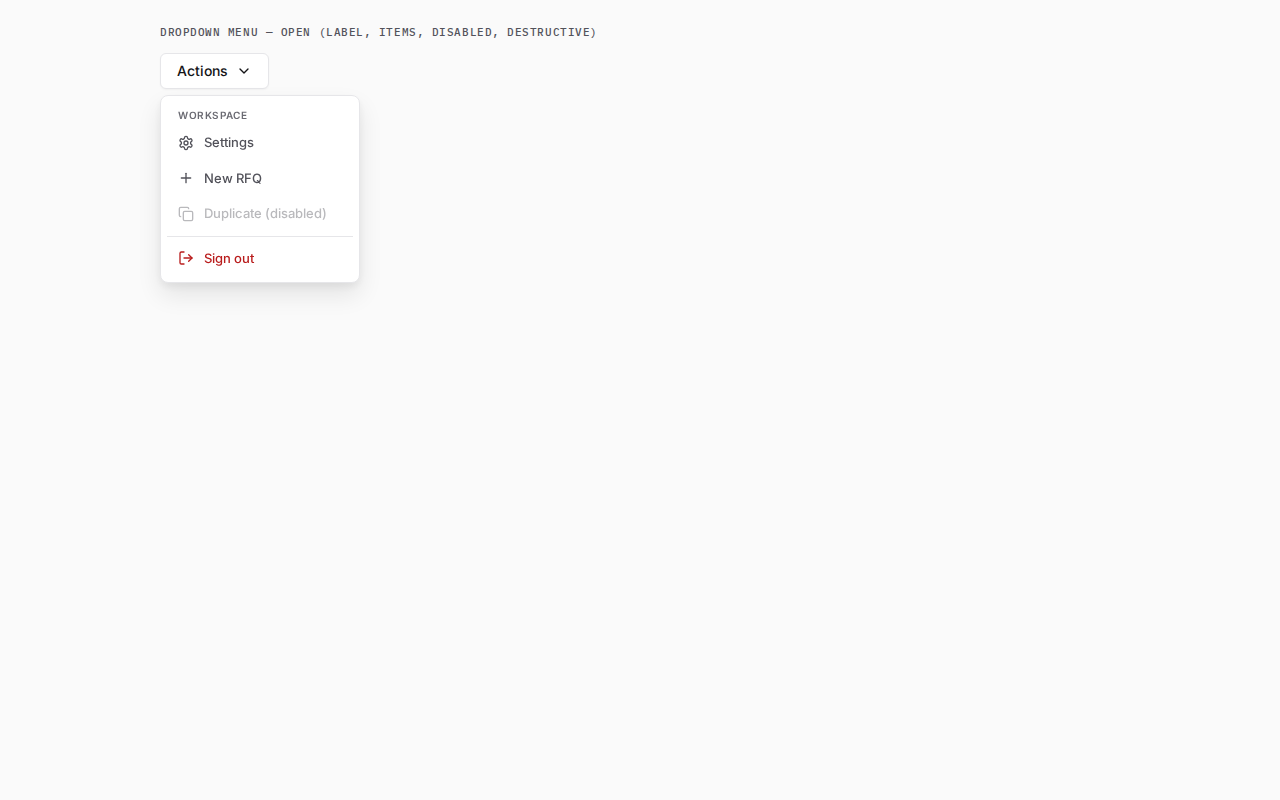 DROPDOWN MENU — OPEN (LABEL, ITEMS, DISABLED, DESTRUCTIVE)
Actions
WORKSPACE
Settings
New RFQ
Duplicate (disabled)
Sign out